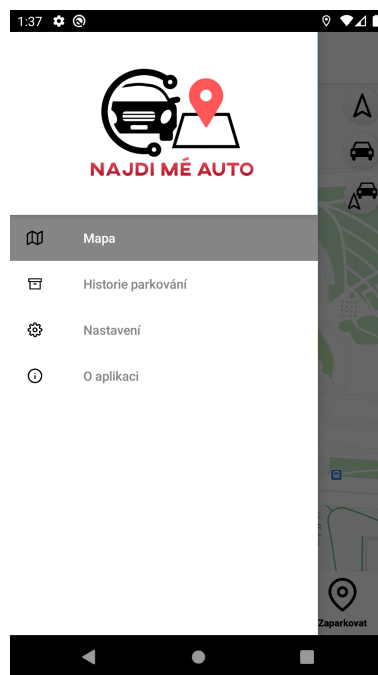 1:37
NAJDI MÉ AUTO
Mapa
Historie parkování
Nastavení
O aplikaci
Zaparkovat